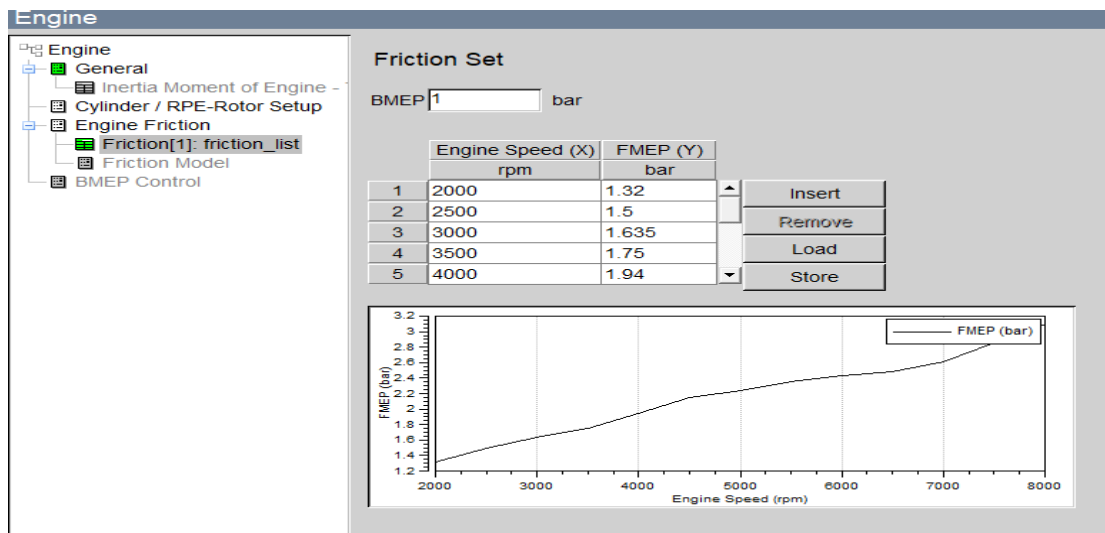 Engine
Engine
General
Inertia Moment of Engine -
Cylinder / RPE-Rotor Setup
Engine Friction
Friction[1]: friction_list
Friction Model
BMEP Control
Friction Set
BMEP 1 bar
Engine Speed (X) FMEP (Y)
rpm bar
1 2000 1.32
2 2500 1.5
3 3000 1.635
4 3500 1.75
5 4000 1.94
Insert
Remove
Load
Store
3.2
3
2.8
2.6
2.4
2.2
2
1.8
1.6
1.4
1.2
FMEP (bar)
FMEP (bar)
2000 3000 4000 5000 6000 7000 8000
Engine Speed (rpm)